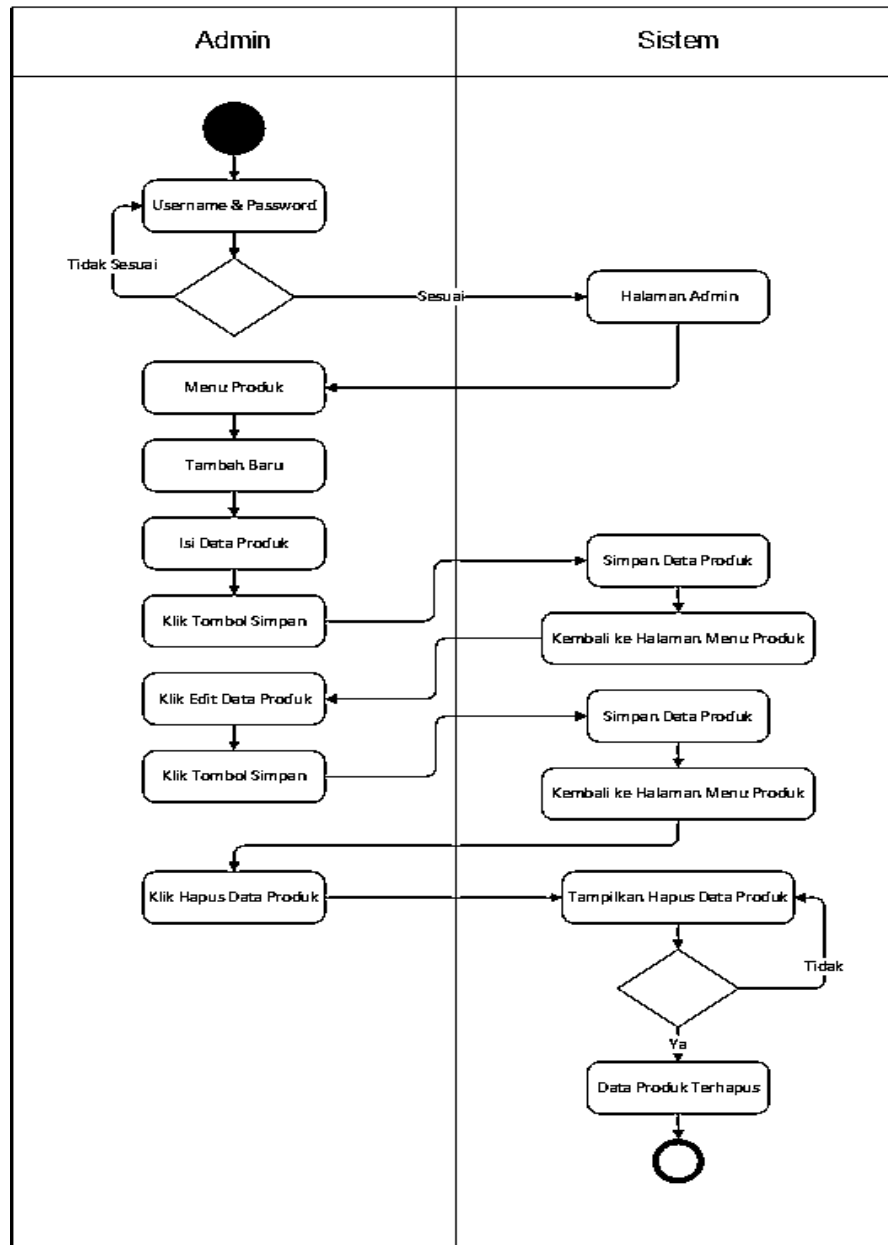 Admin
Sistem
Username & Password
Tidak Sesuai
Sesuai
Halaman Admin
Menu Produk
Tambah Baru
Isi Data Produk
Simpan Data Produk
Klik Tombol Simpan
Kembali ke Halaman Menu Produk
Klik Edit Data Produk
Simpan Data Produk
Klik Tombol Simpan
Kembali ke Halaman Menu Produk
Klik Hapus Data Produk
Tampilkan Hapus Data Produk
Tidak
Ya
Data Produk Terhapus